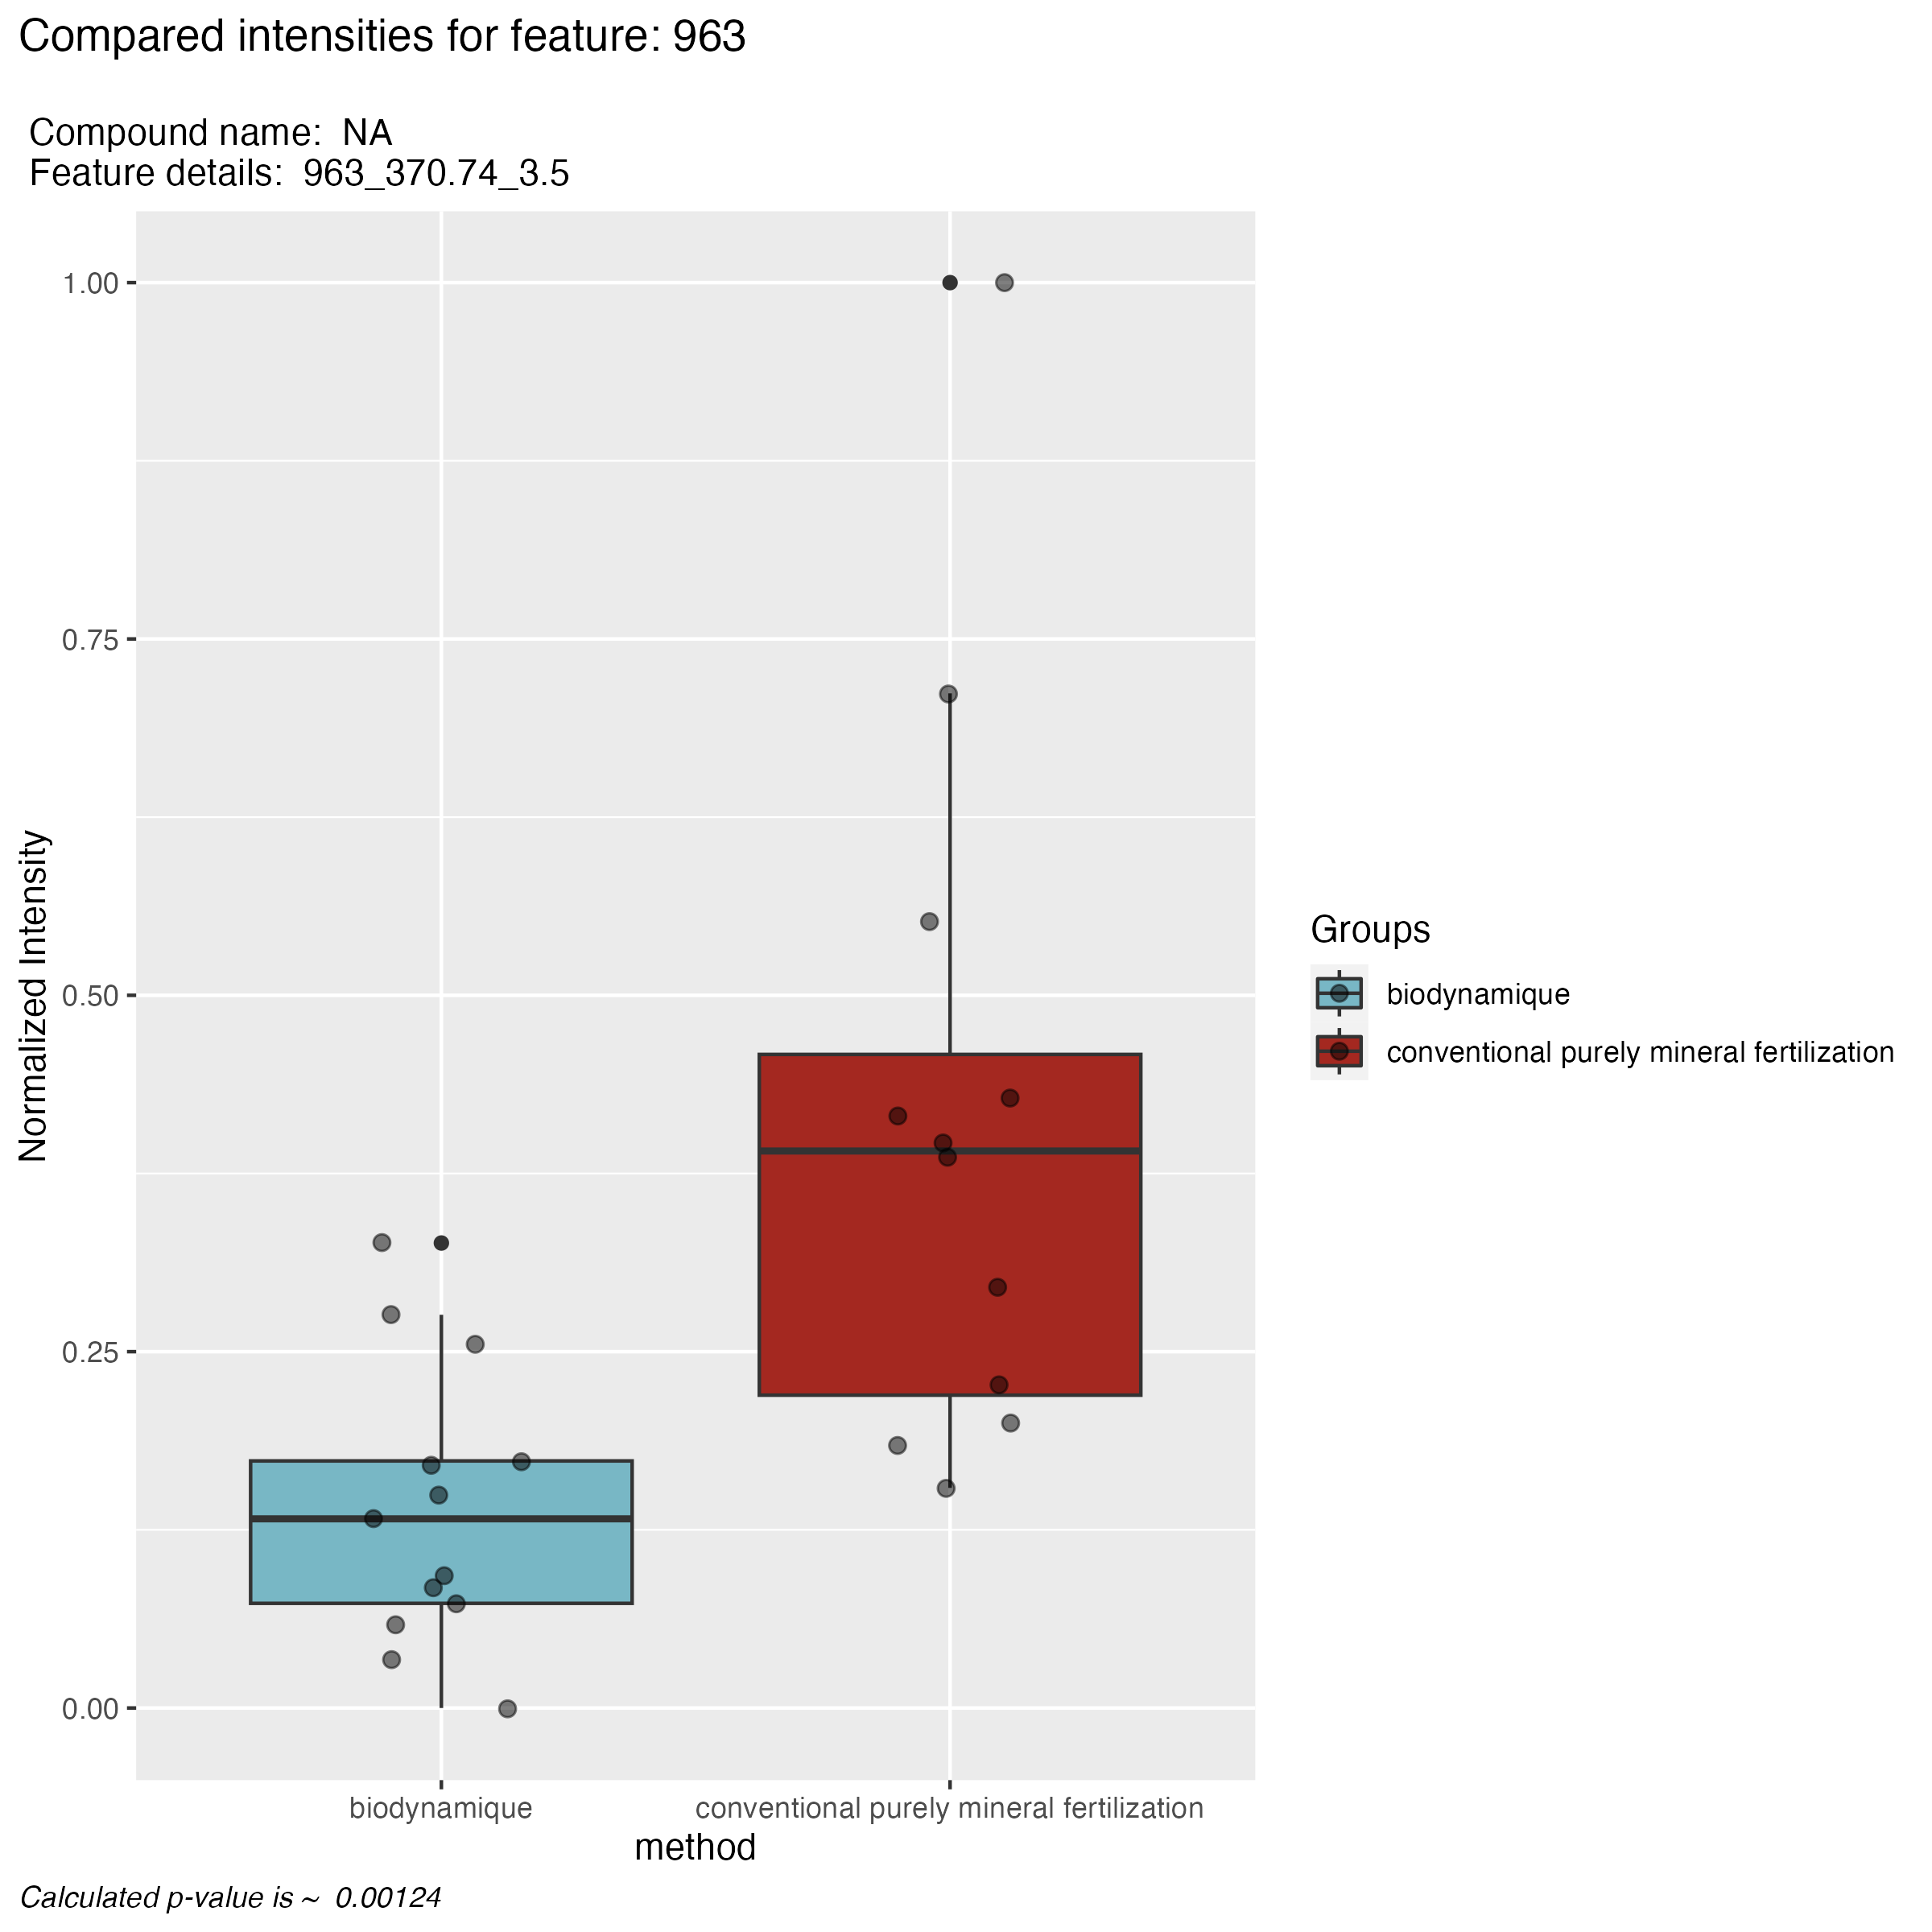 Compared intensities for feature: 963
Compound name:  NA
Feature details:  963_370.74_3.5
1.00
0.75
0.50
0.25
0.00
Normalized Intensity
biodynamique
conventional purely mineral fertilization
method
Groups
biodynamique
conventional purely mineral fertilization
Calculated p-value is ~  0.00124